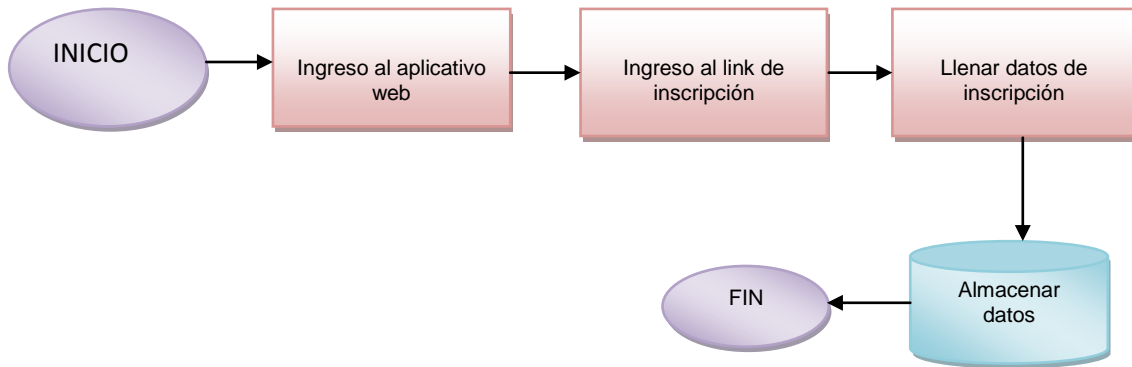 INICIO
Ingreso al aplicativo
web
Ingreso al link de
inscripción
Llenar datos de
inscripción
Almacenar
datos
FIN